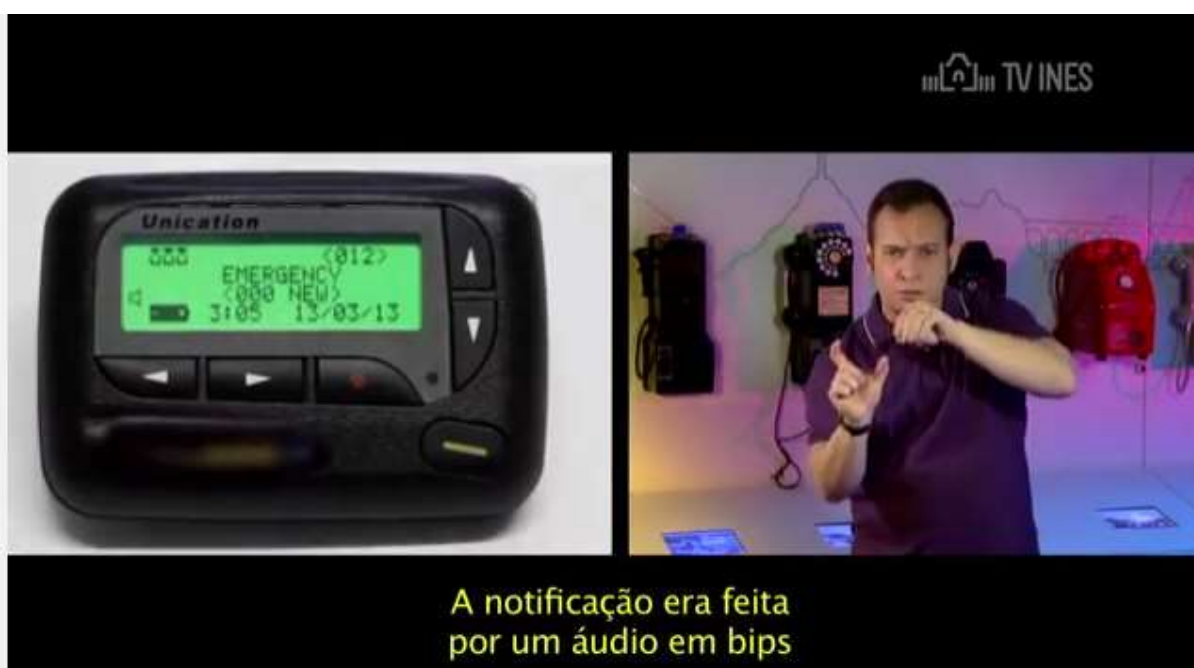 TV INES
Unication
(012)
EMERGENCY
(000 NEW)
3:05 13/03/13
A notificação era feita
por um áudio em bips